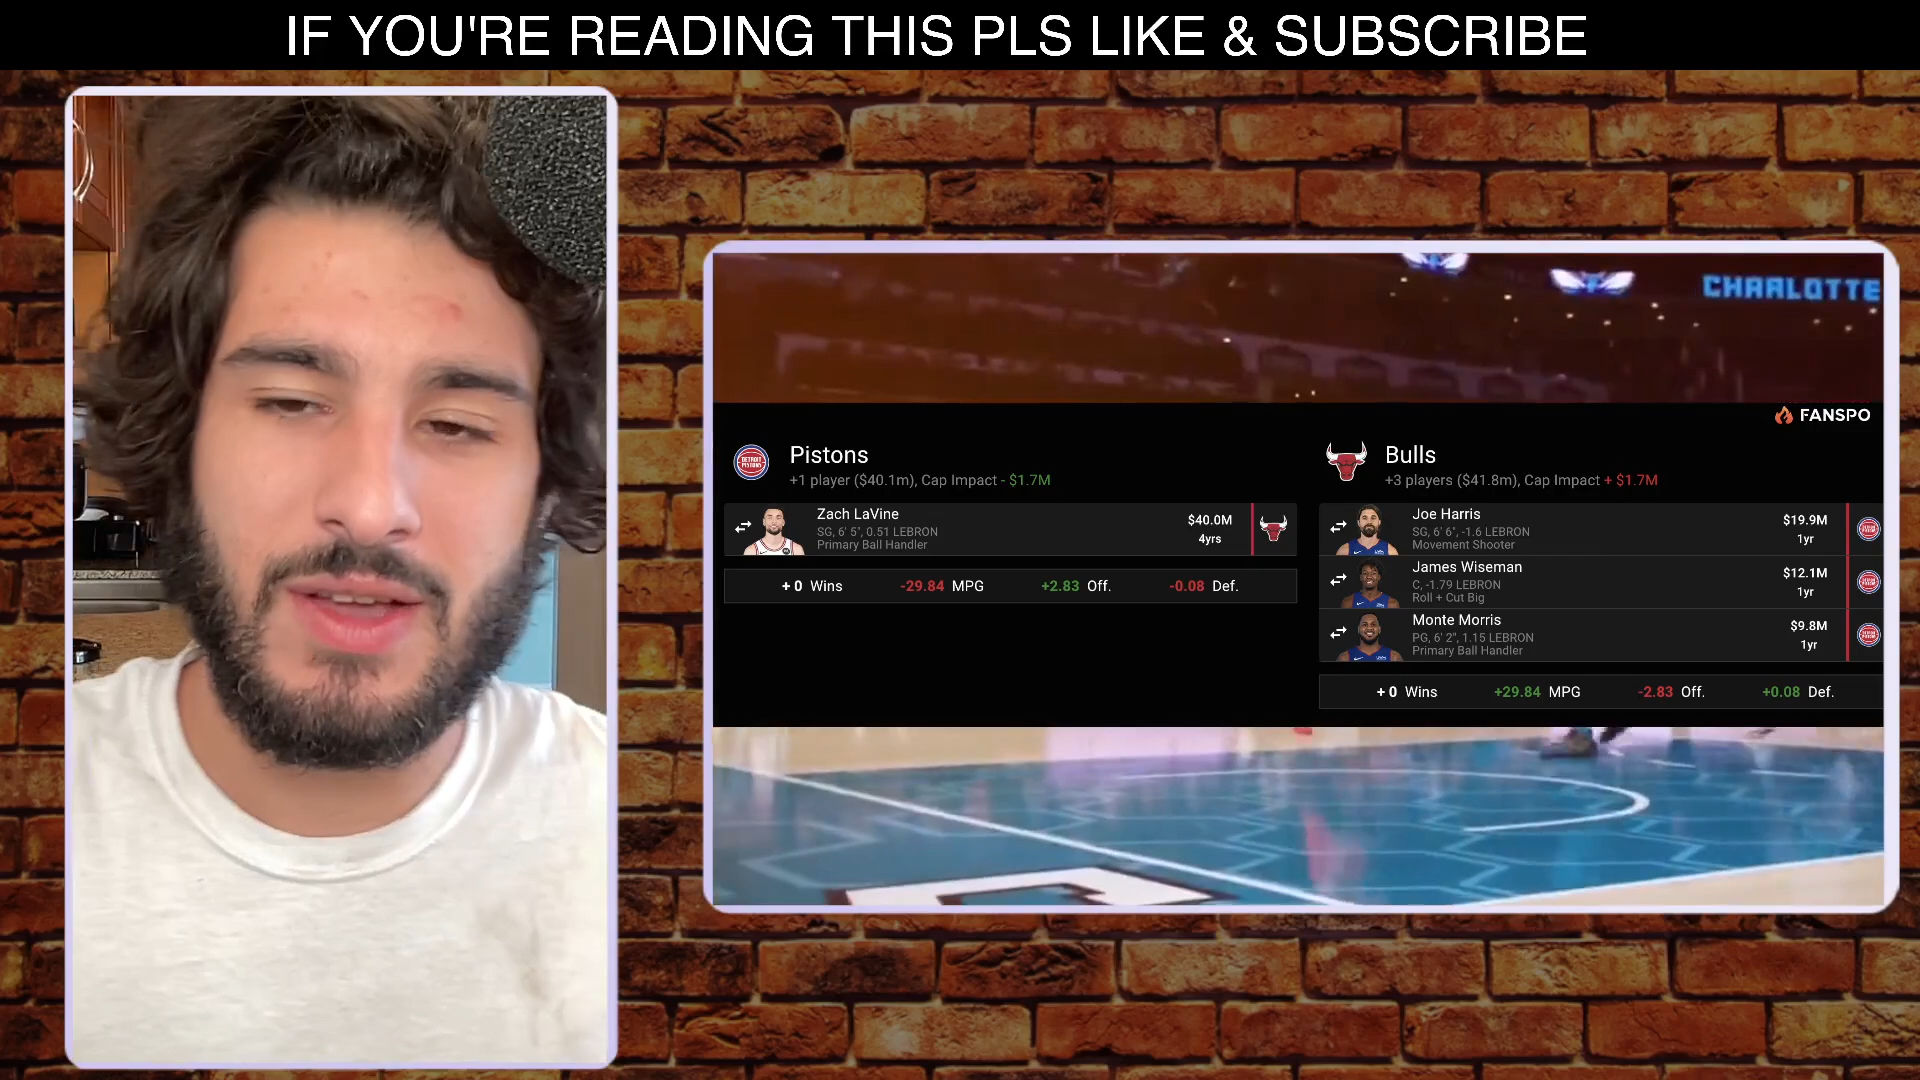 IF YOU'RE READING THIS PLS LIKE & SUBSCRIBE
CHARLOTTE
FANSPO
Pistons
+1 player ($40.1m), Cap Impact - $1.7M
Zach LaVine
SG, 6' 5", 0.51 LEBRON
Primary Ball Handler
$40.0M
4yrs
+ 0 Wins -29.84 MPG +2.83 Off. -0.08 Def.
Bulls
+3 players ($41.8m), Cap Impact + $1.7M
Joe Harris
SG, 6' 6", -1.6 LEBRON
Movement Shooter
$19.9M
1yr
James Wiseman
C, -1.79 LEBRON
Roll + Cut Big
$12.1M
1yr
Monte Morris
PG, 6' 2", 1.15 LEBRON
Primary Ball Handler
$9.8M
1yr
+ 0 Wins +29.84 MPG -2.83 Off. +0.08 Def.